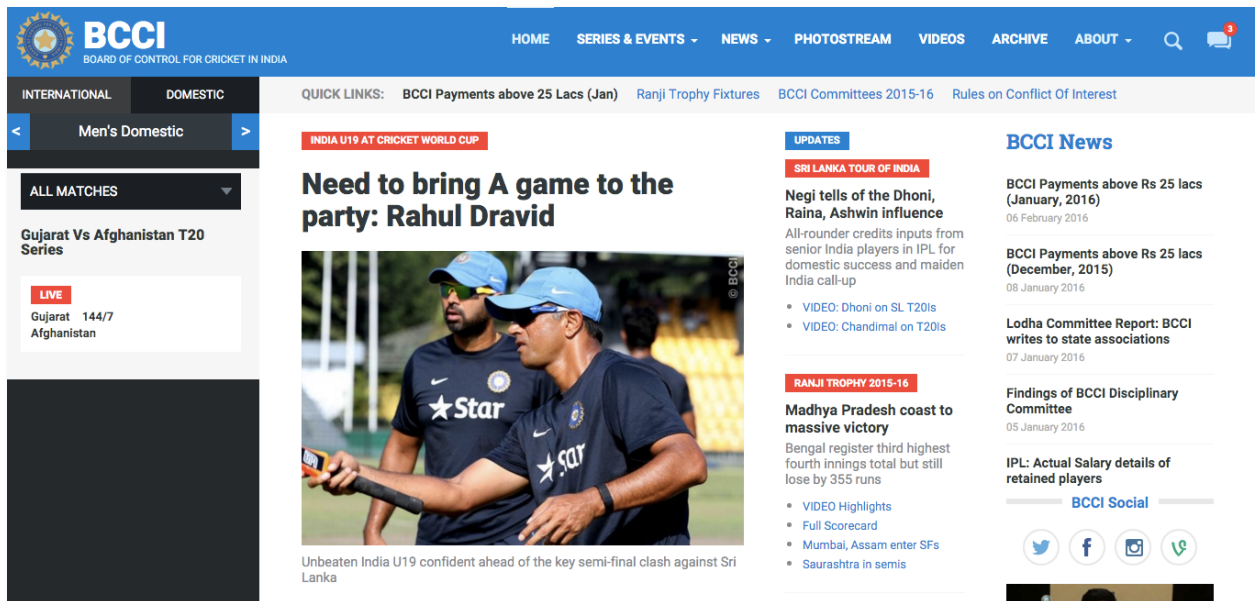 BCCI
BOARD OF CONTROL FOR CRICKET IN INDIA
HOME SERIES & EVENTS NEWS PHOTOSTREAM VIDEOS ARCHIVE ABOUT 3
INTERNATIONAL DOMESTIC
< Men's Domestic >
ALL MATCHES
Gujarat Vs Afghanistan T20
Series
LIVE
Gujarat 144/7
Afghanistan
QUICK LINKS: BCCI Payments above 25 Lacs (Jan) Ranji Trophy Fixtures BCCI Committees 2015-16 Rules on Conflict Of Interest
INDIA U19 AT CRICKET WORLD CUP
Need to bring A game to the
party: Rahul Dravid
© BCCI
Star
Star
Unbeaten India U19 confident ahead of the key semi-final clash against Sri
Lanka
UPDATES
SRI LANKA TOUR OF INDIA
Negi tells of the Dhoni,
Raina, Ashwin influence
All-rounder credits inputs from
senior India players in IPL for
domestic success and maiden
India call-up
VIDEO: Dhoni on SL T20Is
VIDEO: Chandimal on T20Is
RANJI TROPHY 2015-16
Madhya Pradesh coast to
massive victory
Bengal register third highest
fourth innings total but still
lose by 355 runs
VIDEO Highlights
Full Scorecard
Mumbai, Assam enter SFs
Saurashtra in semis
BCCI News
BCCI Payments above Rs 25 lacs
(January, 2016)
06 February 2016
BCCI Payments above Rs 25 lacs
(December, 2015)
08 January 2016
Lodha Committee Report: BCCI
writes to state associations
07 January 2016
Findings of BCCI Disciplinary
Committee
05 January 2016
IPL: Actual Salary details of
retained players
BCCI Social